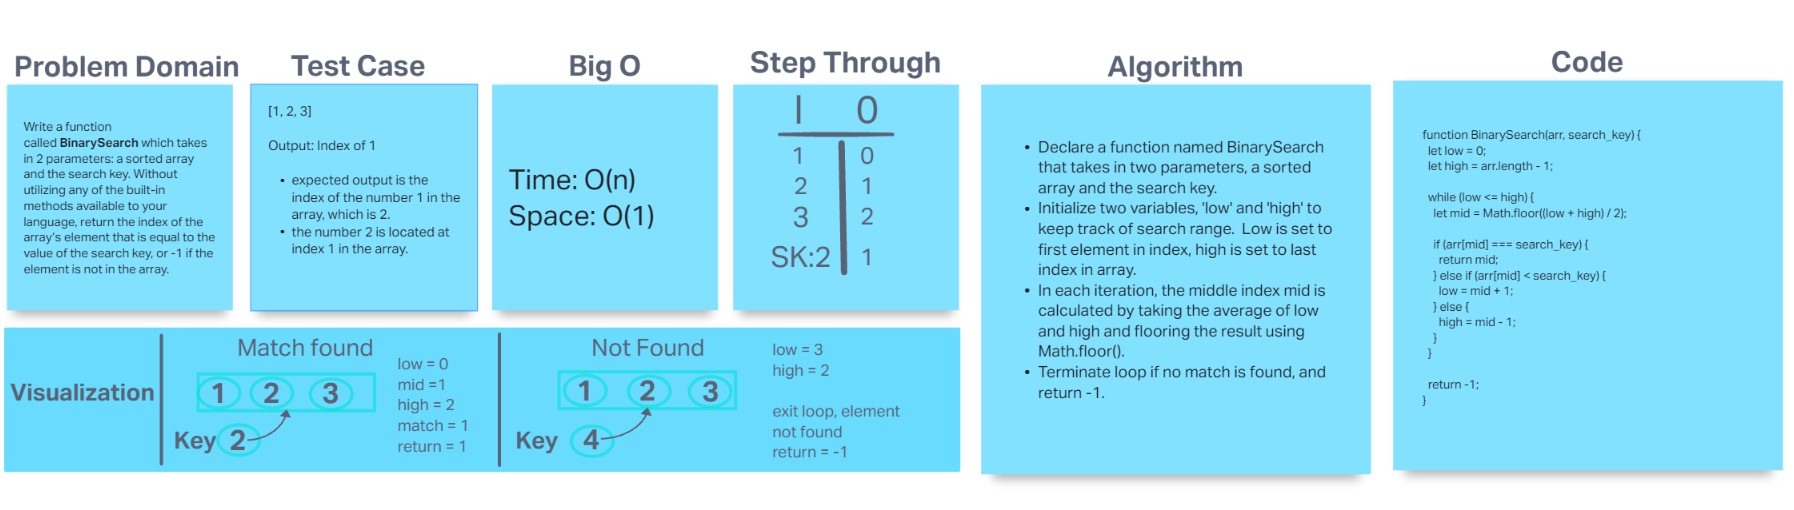 Problem Domain
Write a function
called BinarySearch which takes
in 2 parameters: a sorted array
and the search key. Without
utilizing any of the built-in
methods available to your
language, return the index of the
array's element that is equal to the
value of the search key, or -1 if the
element is not in the array.
Test Case
[1, 2, 3]
Output: Index of 1
• expected output is the
index of the number 1 in the
array, which is 2.
• the number 2 is located at
index 1 in the array.
Big O
Time: O(n)
Space: O(1)
Step Through
I O
1 0
2 1
3 2
SK:2 1
Visualization
Match found
1 2 3
Key 2
low = 0
mid =1
high = 2
match = 1
return = 1
Not Found
1 2 3
Key 4
low = 3
high = 2
exit loop, element
not found
return = -1
Algorithm
• Declare a function named BinarySearch
that takes in two parameters, a sorted
array and the search key.
• Initialize two variables, 'low' and 'high' to
keep track of search range. Low is set to
first element in index, high is set to last
index in array.
• In each iteration, the middle index mid is
calculated by taking the average of low
and high and flooring the result using
Math.floor().
• Terminate loop if no match is found, and
return -1.
Code
function BinarySearch(arr, search_key) {
let low = 0;
let high = arr.length - 1;
while (low <= high) {
let mid = Math.floor((low + high) / 2);
if (arr[mid] === search_key) {
return mid;
} else if (arr[mid] < search_key) {
low = mid + 1;
} else {
high = mid - 1;
}
}
return -1;
}